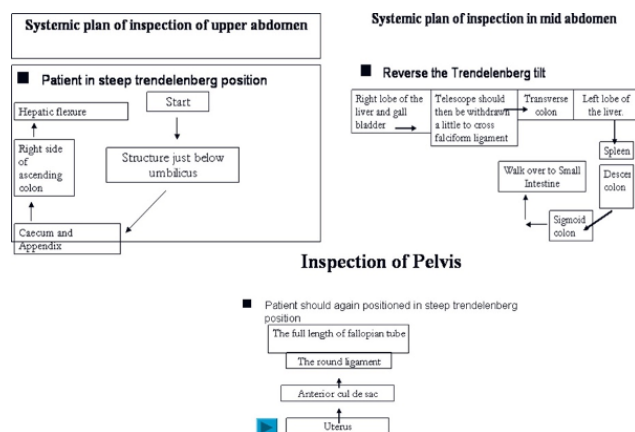 Systemic plan of inspection of upper abdomen
Patient in steep trendelenberg position
Start
Structure just below
umbilicus
Caecum and
Appendix
Right side
of
ascending
colon
Hepatic flexure
Systemic plan of inspection in mid abdomen
Reverse the Trendelenberg tilt
Right lobe of the
liver and gall
bladder
Telescope should
then be withdrawn
a little to cross
falciform ligament
Transverse
colon
Left lobe of
the liver.
Spleen
Descen
colon
Sigmoid
colon
Walk over to Small
Intestine
Inspection of Pelvis
Patient should again positioned in steep trendelenberg
position
The full length of fallopian tube
The round ligament
Anterior cul de sac
Uterus